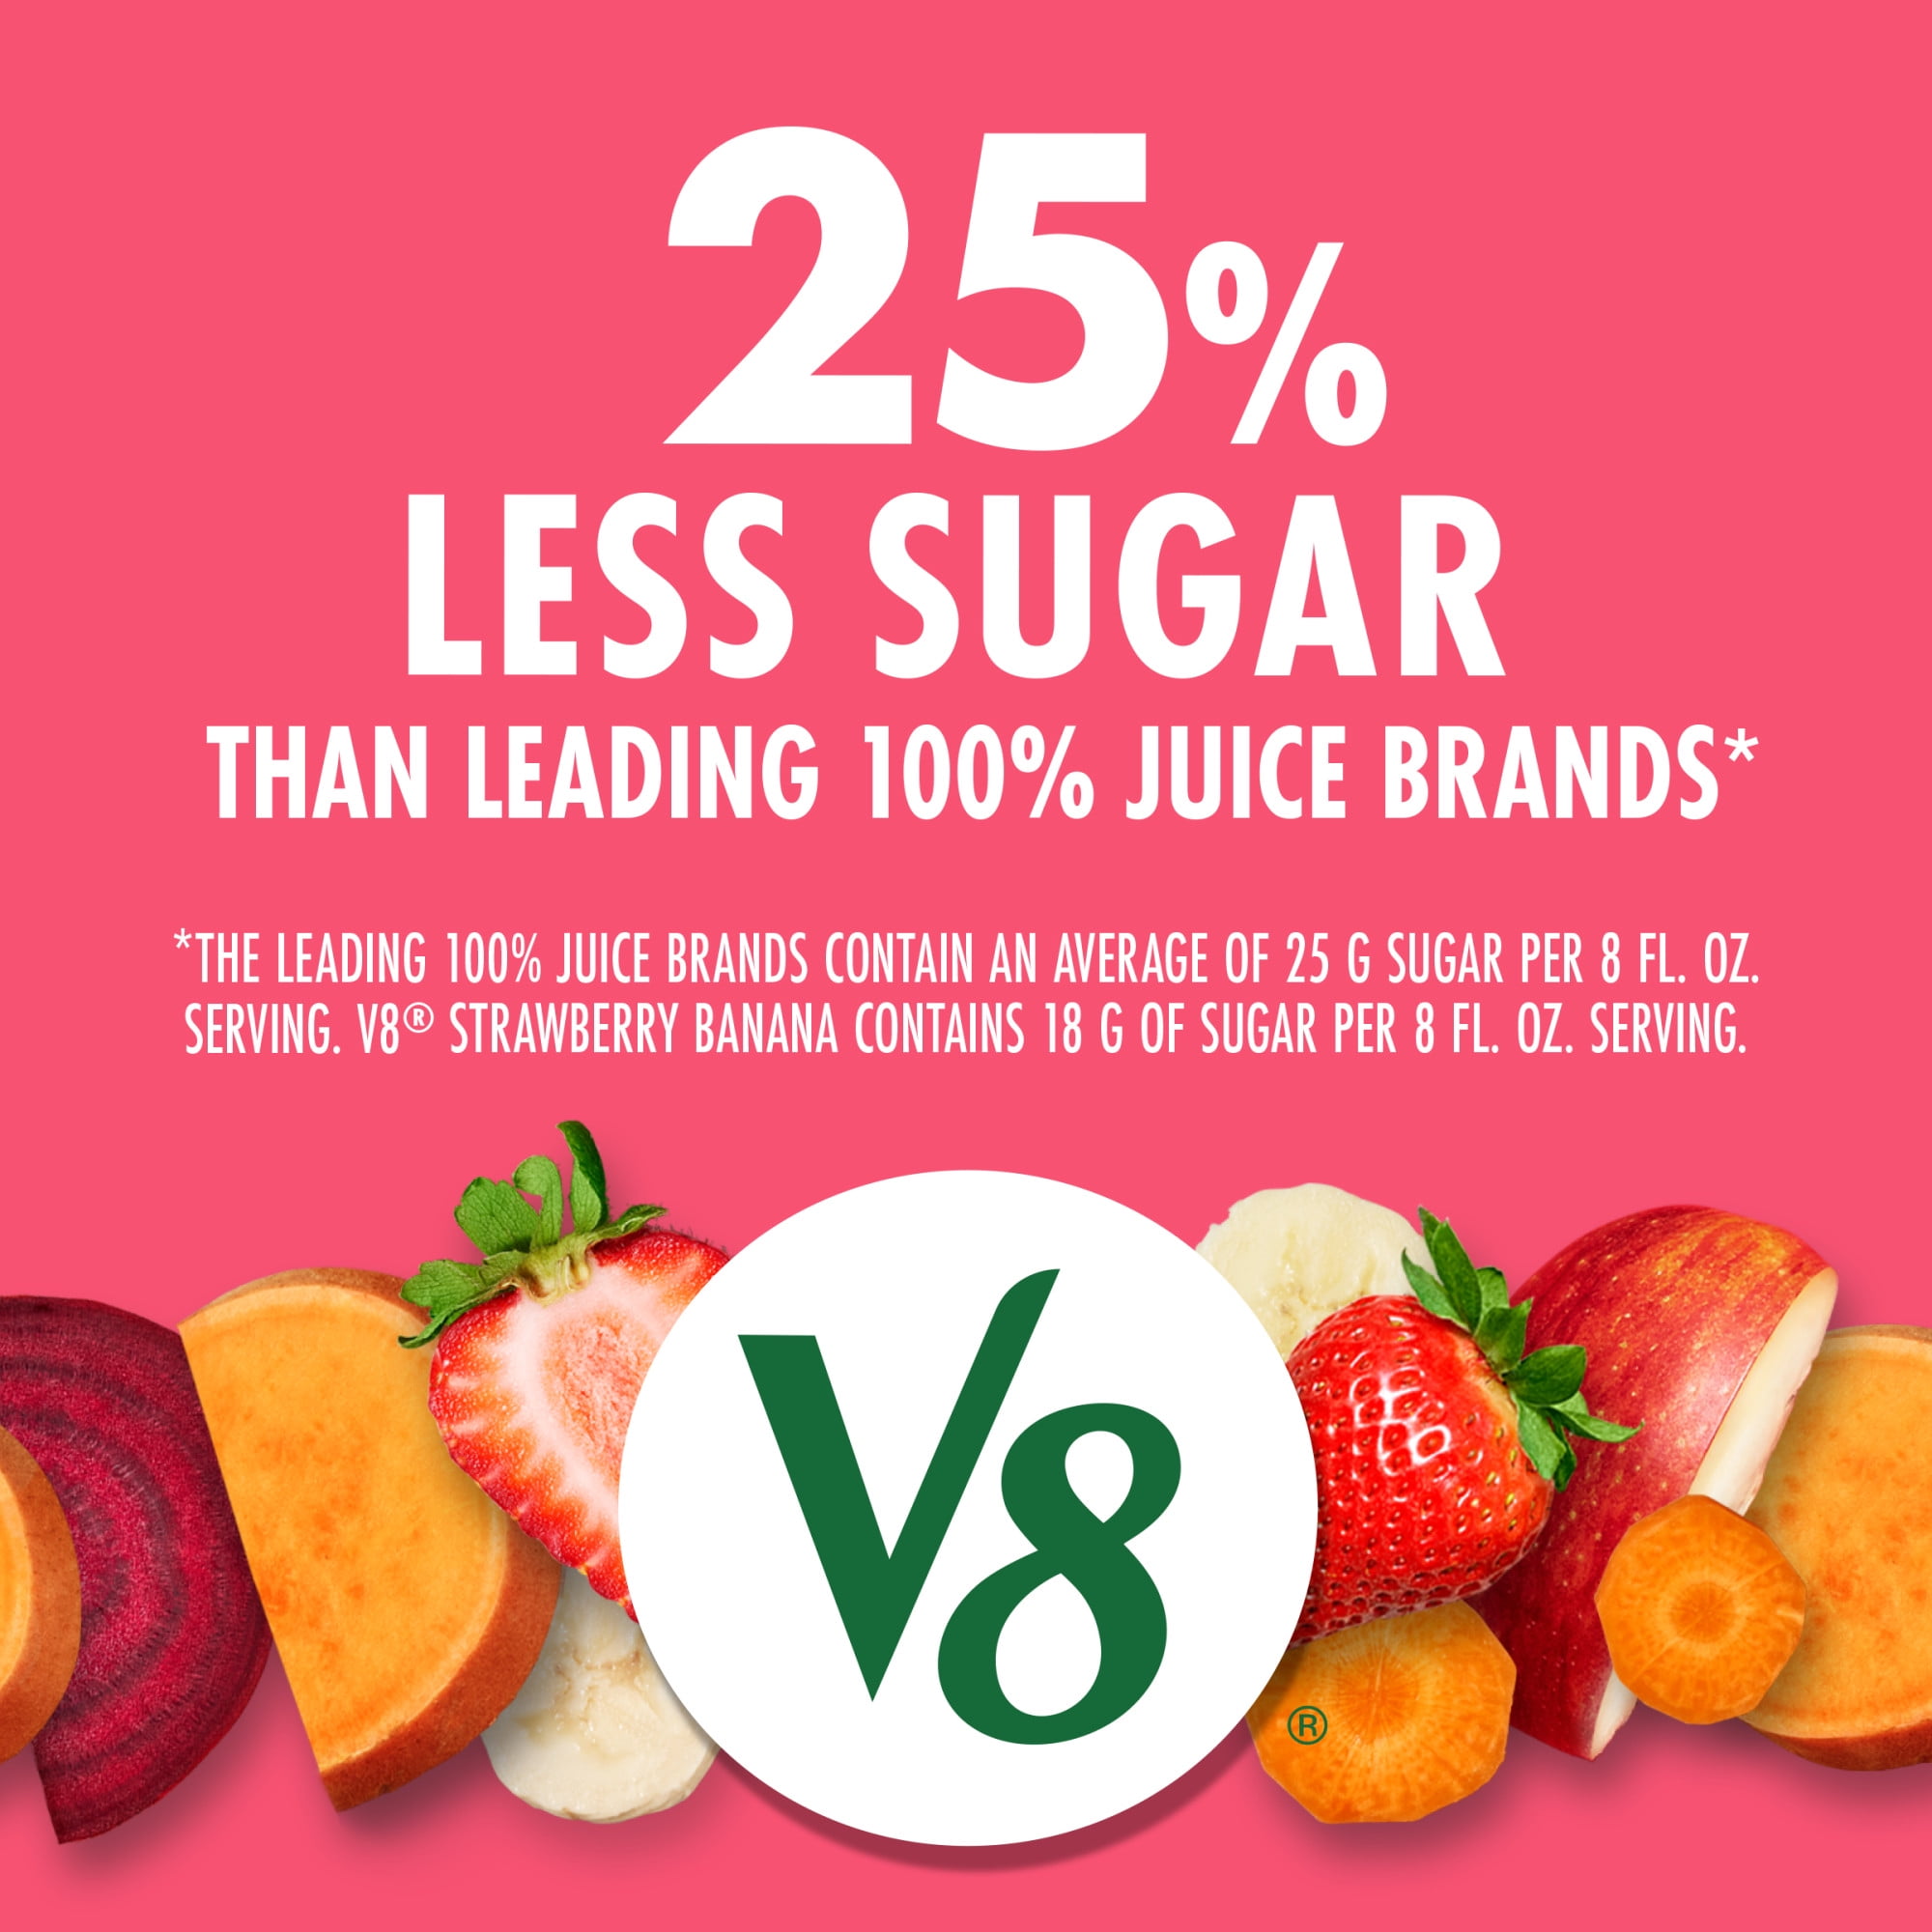 25%
LESS SUGAR
THAN LEADING 100% JUICE BRANDS*
*THE LEADING 100% JUICE BRANDS CONTAIN AN AVERAGE OF 25 G SUGAR PER 8 FL. OZ.
SERVING. V8® STRAWBERRY BANANA CONTAINS 18 G OF SUGAR PER 8 FL. OZ. SERVING.
V8
®